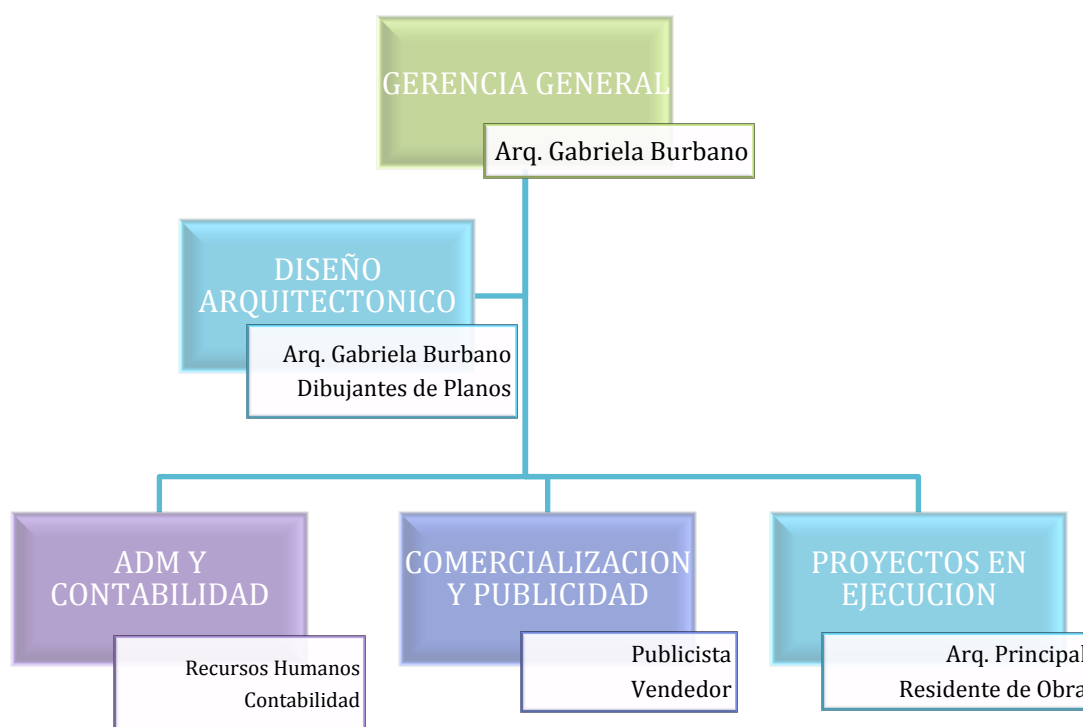 GERENCIA GENERAL
Arq. Gabriela Burbano
DISEÑO
ARQUITECTONICO
Arq. Gabriela Burbano
Dibujantes de Planos
ADM Y
CONTABILIDAD
Recursos Humanos
Contabilidad
COMERCIALIZACION
Y PUBLICIDAD
Publicista
Vendedor
PROYECTOS EN
EJECUCION
Arq. Principal
Residente de Obra